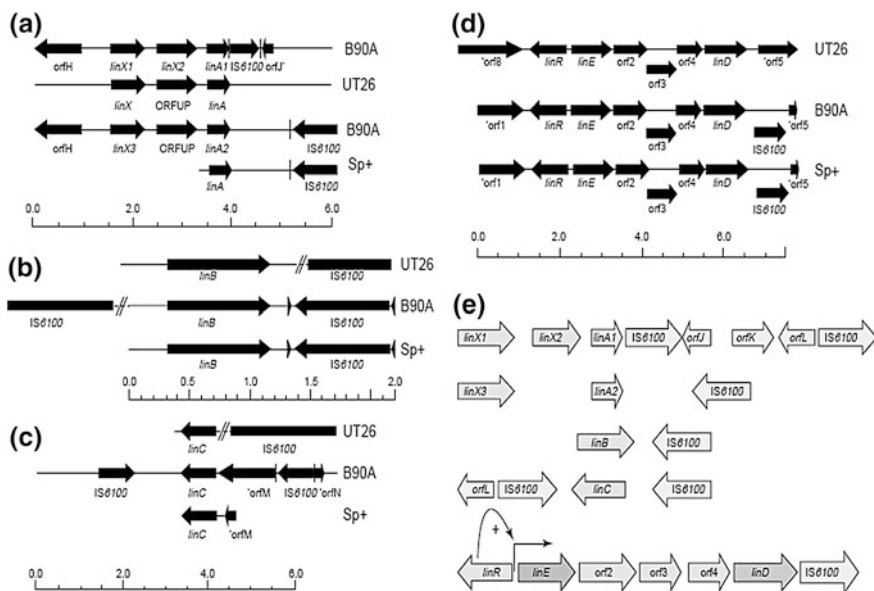 (a)
B90A
orfH linX1 linX2 linA1 IS6100 orfJ'
UT26
linX ORFUP linA
B90A
orfH linX3 ORFUP linA2 IS6100
Sp+
linA IS6100
0.0 2.0 4.0 6.0
(b)
UT26
linB IS6100
B90A
IS6100 linB IS6100
Sp+
linB IS6100
0.0 0.5 1.0 1.5 2.0
(c)
UT26
linC IS6100
B90A
IS6100 linC 'orfM IS6100 'orfN
Sp+
linC 'orfM
0.0 2.0 4.0 6.0
(d)
UT26
'orf8 linR linE orf2 orf4 linD 'orf5
orf3
B90A
'orf1 linR linE orf2 orf4 linD 'orf5
orf3 IS6100
Sp+
'orf1 linR linE orf2 orf4 linD 'orf5
orf3 IS6100
0.0 2.0 4.0 6.0
(e)
linX1 linX2 linA1 IS6100 orfJ orfK orfL IS6100
linX3 linA2 IS6100
linB IS6100
orfL IS6100 linC IS6100
+
linR linE orf2 orf3 orf4 linD IS6100